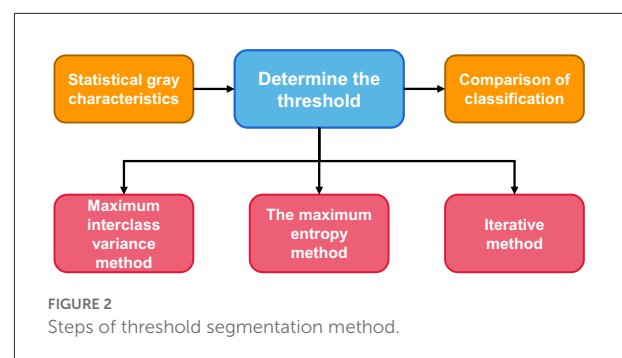 Statistical gray
characteristics
Determine the
threshold
Comparison of
classification
Maximum
interclass
variance
method
The maximum
entropy
method
Iterative
method
FIGURE 2
Steps of threshold segmentation method.